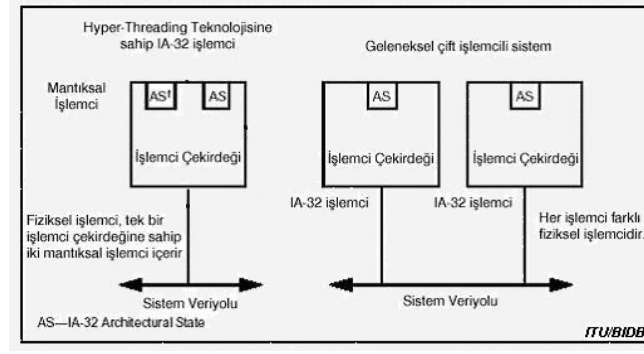 Hyper-Threading Teknolojisine
sahip IA-32 işlemci
Geleneksel çift işlemcili sistem
Mantıksal
İşlemci
AS¹
AS
AS
AS
İşlemci Çekirdeği
İşlemci Çekirdeği
İşlemci Çekirdeği
IA-32 işlemci
IA-32 işlemci
Fiziksel işlemci, tek bir
işlemci çekirdeğine sahip
iki mantıksal işlemci içerir
Her işlemci farklı
fiziksel işlemcidir.
Sistem Veriyolu
Sistem Veriyolu
AS—IA-32 Architectural State
ITU/BIDB